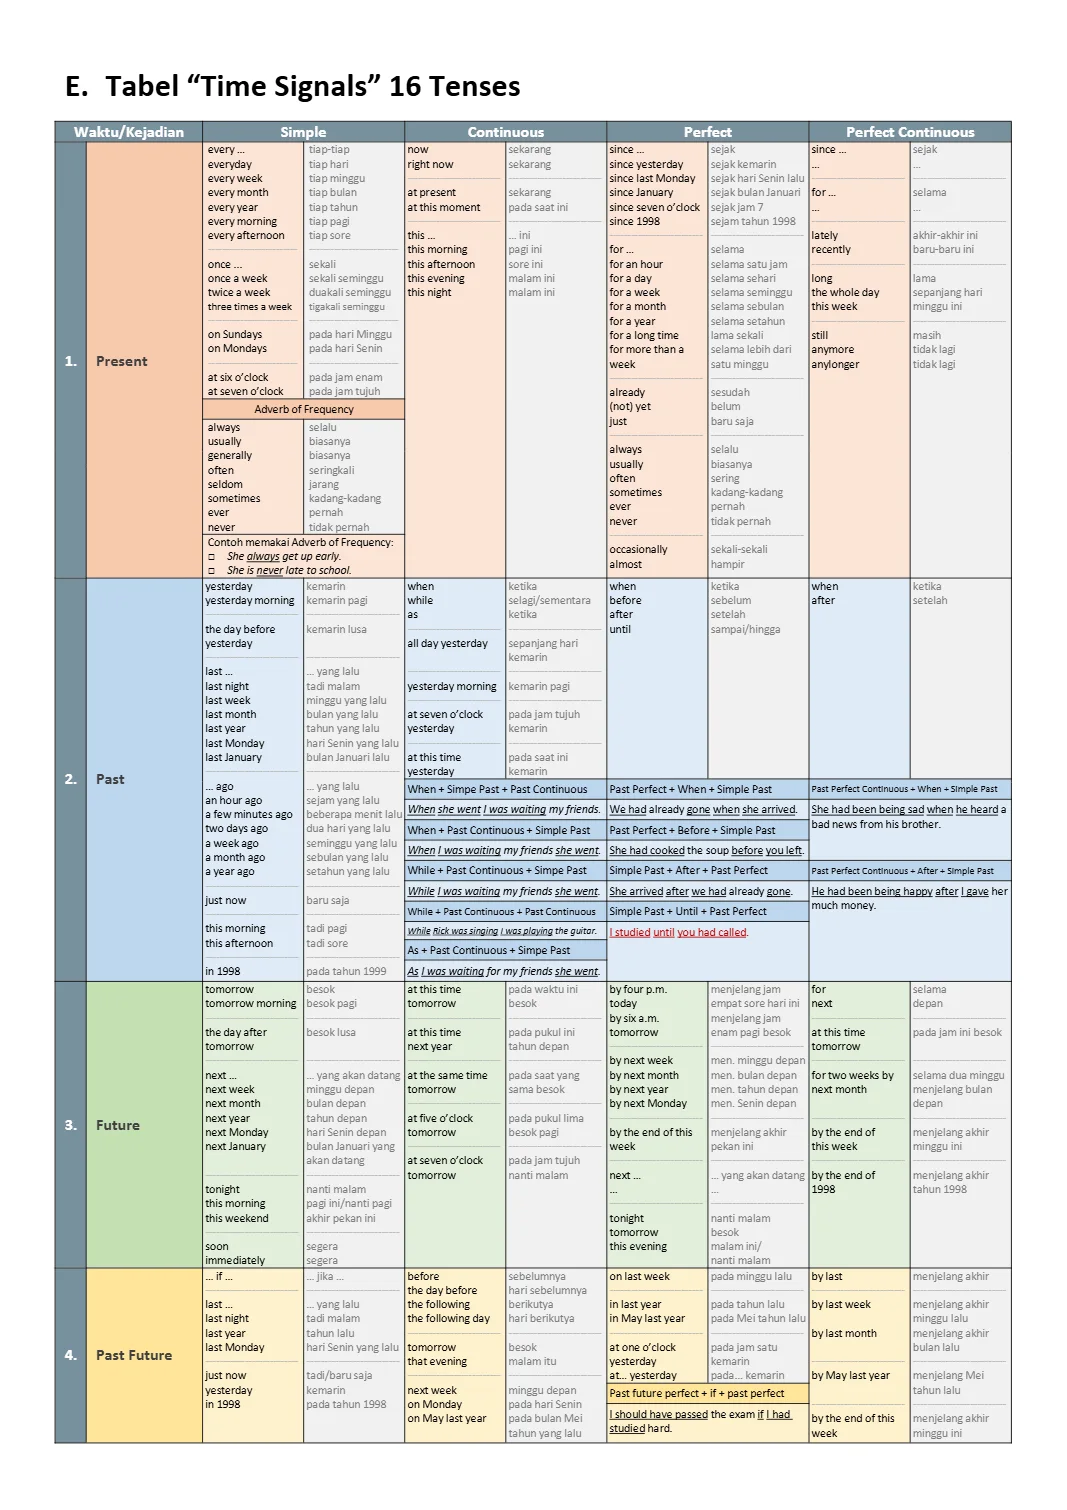 E. Tabel “Time Signals” 16 Tenses
Waktu/Kejadian
Simple
Continuous
Perfect
Perfect Continuous
1.
Present
every ...
everyday
every week
every month
every year
every morning
every afternoon
once ...
once a week
twice a week
three times a week
on Sundays
on Mondays
at six o’clock
at seven o’clock
tiap-tiap
tiap hari
tiap minggu
tiap bulan
tiap tahun
tiap pagi
tiap sore
sekali
sekali seminggu
duakali seminggu
tigakali seminggu
pada hari Minggu
pada hari Senin
pada jam enam
pada jam tujuh
Adverb of Frequency
always
usually
generally
often
seldom
sometimes
ever
never
selalu
biasanya
biasanya
seringkali
jarang
kadang-kadang
pernah
tidak pernah
Contoh memakai Adverb of Frequency:
□ She always get up early.
□ She is never late to school.
now
right now
at present
at this moment
this ...
this morning
this afternoon
this evening
this night
sekarang
sekarang
sekarang
pada saat ini
... ini
pagi ini
sore ini
malam ini
malam ini
since ...
since yesterday
since last Monday
since January
since seven o’clock
since 1998
for ...
for an hour
for a day
for a week
for a month
for a year
for a long time
for more than a
week
already
(not) yet
just
always
usually
often
sometimes
ever
never
occasionally
almost
sejak
sejak kemarin
sejak hari Senin lalu
sejak bulan Januari
sejak jam 7
sejam tahun 1998
selama
selama satu jam
selama sehari
selama seminggu
selama sebulan
selama setahun
lama sekali
selama lebih dari
satu minggu
sesudah
belum
baru saja
selalu
biasanya
sering
kadang-kadang
pernah
tidak pernah
sekali-sekali
hampir
since ...
...
for ...
...
lately
recently
long
the whole day
this week
still
anymore
anylonger
sejak
...
selama
...
akhir-akhir ini
baru-baru ini
lama
sepanjang hari
minggu ini
masih
tidak lagi
tidak lagi
2.
Past
yesterday
yesterday morning
the day before
yesterday
last ...
last night
last week
last month
last year
last Monday
last January
... ago
an hour ago
a few minutes ago
two days ago
a week ago
a month ago
a year ago
just now
this morning
this afternoon
in 1998
kemarin
kemarin pagi
kemarin lusa
... yang lalu
tadi malam
minggu yang lalu
bulan yang lalu
tahun yang lalu
hari Senin yang lalu
bulan Januari lalu
... yang lalu
sejam yang lalu
beberapa menit lalu
dua hari yang lalu
seminggu yang lalu
sebulan yang lalu
setahun yang lalu
baru saja
tadi pagi
tadi sore
pada tahun 1999
when
while
as
all day yesterday
yesterday morning
at seven o’clock
yesterday
at this time
yesterday
ketika
selagi/sementara
ketika
sepanjang hari
kemarin
kemarin pagi
pada jam tujuh
kemarin
pada saat ini
kemarin
When + Simpe Past + Past Continuous
When she went I was waiting my friends.
When + Past Continuous + Simple Past
When I was waiting my friends she went.
While + Past Continuous + Simpe Past
While I was waiting my friends she went.
While + Past Continuous + Past Continuous
While Rick was singing I was playing the guitar.
As + Past Continuous + Simpe Past
As I was waiting for my friends she went.
when
before
after
until
ketika
sebelum
setelah
sampai/hingga
Past Perfect + When + Simple Past
We had already gone when she arrived.
Past Perfect + Before + Simple Past
She had cooked the soup before you left.
Simple Past + After + Past Perfect
She arrived after we had already gone.
Simple Past + Until + Past Perfect
I studied until you had called.
when
after
ketika
setelah
Past Perfect Continuous + When + Simple Past
She had been being sad when he heard a
bad news from his brother.
Past Perfect Continuous + After + Simple Past
He had been being happy after I gave her
much money.
3.
Future
tomorrow
tomorrow morning
the day after
tomorrow
next ...
next week
next month
next year
next Monday
next January
tonight
this morning
this weekend
soon
immediately
besok
besok pagi
besok lusa
... yang akan datang
minggu depan
bulan depan
tahun depan
hari Senin depan
bulan Januari yang
akan datang
nanti malam
pagi ini/nanti pagi
akhir pekan ini
segera
segera
at this time
tomorrow
at this time
next year
at the same time
tomorrow
at five o’clock
tomorrow
at seven o’clock
tomorrow
pada waktu ini
besok
pada pukul ini
tahun depan
pada saat yang
sama besok
pada pukul lima
besok pagi
pada jam tujuh
nanti malam
by four p.m.
today
by six a.m.
tomorrow
by next week
by next month
by next year
by next Monday
by the end of this
week
next ...
...
tonight
tomorrow
this evening
menjelang jam
empat sore hari ini
menjelang jam
enam pagi besok
men. minggu depan
men. bulan depan
men. tahun depan
men. Senin depan
menjelang akhir
pekan ini
... yang akan datang
...
nanti malam
besok
malam ini/
nanti malam
for
next
at this time
tomorrow
for two weeks by
next month
by the end of
this week
by the end of
1998
selama
depan
pada jam ini besok
selama dua minggu
menjelang bulan
depan
menjelang akhir
minggu ini
menjelang akhir
tahun 1998
4.
Past Future
... if ...
last ...
last night
last year
last Monday
just now
yesterday
in 1998
... jika ...
... yang lalu
tadi malam
tahun lalu
hari Senin yang lalu
tadi/baru saja
kemarin
pada tahun 1998
before
the day before
the following
the following day
tomorrow
that evening
next week
on Monday
on May last year
sebelumnya
hari sebelumnya
berikutya
hari berikutya
besok
malam itu
minggu depan
pada hari Senin
pada bulan Mei
tahun yang lalu
on last week
in last year
in May last year
at one o’clock
yesterday
at... yesterday
pada minggu lalu
pada tahun lalu
pada Mei tahun lalu
pada jam satu
kemarin
pada... kemarin
Past future perfect + if + past perfect
I should have passed the exam if I had
studied hard.
by last
by last week
by last month
by May last year
by the end of this
week
menjelang akhir
menjelang akhir
minggu lalu
menjelang akhir
bulan lalu
menjelang Mei
tahun lalu
menjelang akhir
minggu ini